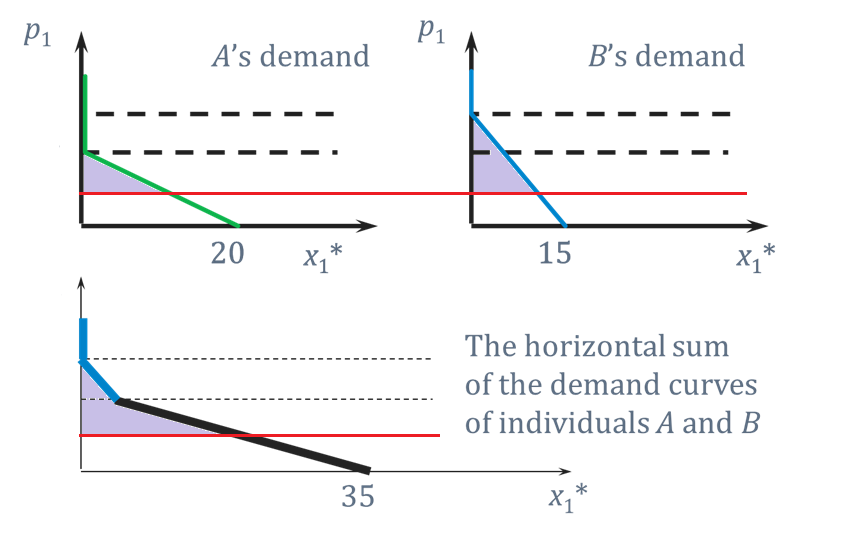 p₁
A's demand
p₁
B's demand
20
x₁*
15
x₁*
The horizontal sum
of the demand curves
of individuals A and B
35
x₁*